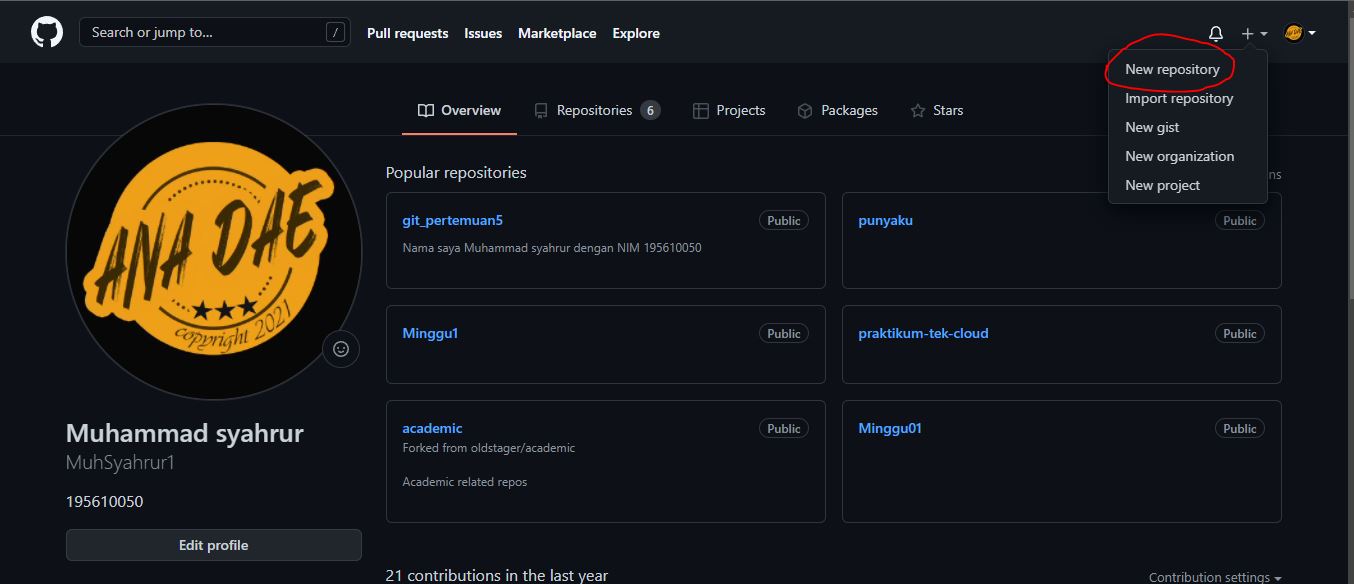 Search or jump to... /
Pull requests
Issues
Marketplace
Explore
New repository
Import repository
New gist
New organization
New project
Overview
Repositories 6
Projects
Packages
Stars
ANA DAE
copyright 2021
Muhammad syahrur
MuhSyahrur1
195610050
Edit profile
Popular repositories
git_pertemuan5 Public
Nama saya Muhammad syahrur dengan NIM 195610050
punyaku Public
Minggu1 Public
praktikum-tek-cloud Public
academic Public
Forked from oldstager/academic
Academic related repos
Minggu01 Public
21 contributions in the last year
Contribution settings